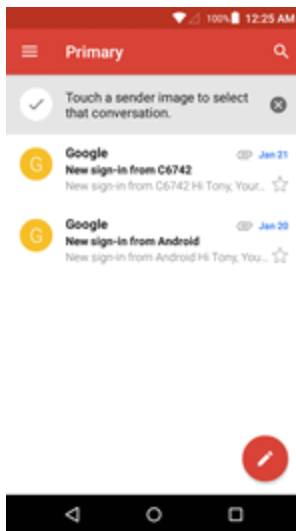 100% 12:25 AM
Primary
Touch a sender image to select
that conversation.
G
Google Jan 21
New sign-in from C6742
New sign-in from C6742 Hi Tony, Your...
G
Google Jan 20
New sign-in from Android
New sign-in from Android Hi Tony, You...